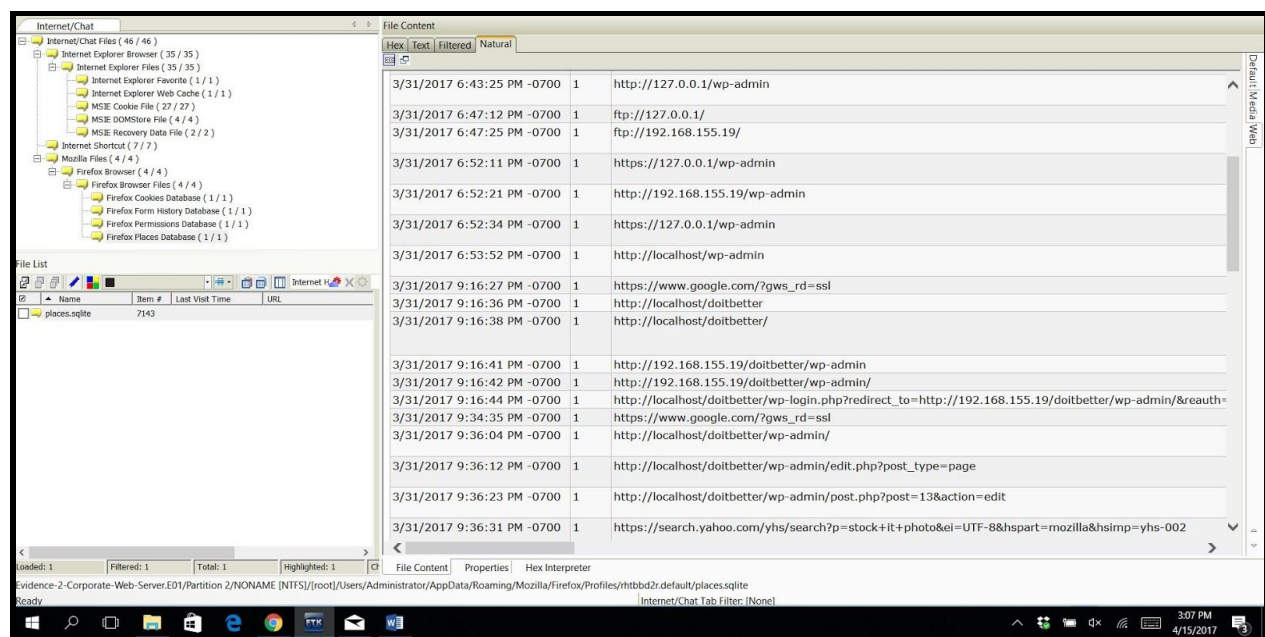 Internet/Chat
Internet/Chat Files ( 46 / 46 )
Internet Explorer Browser ( 35 / 35 )
Internet Explorer Files ( 35 / 35 )
Internet Explorer Favorite ( 1 / 1 )
Internet Explorer Web Cache ( 1 / 1 )
MSIE Cookie File ( 27 / 27 )
MSIE DOMStore File ( 4 / 4 )
MSIE Recovery Data File ( 2 / 2 )
Internet Shortcut ( 7 / 7 )
Mozilla Files ( 4 / 4 )
Firefox Browser ( 4 / 4 )
Firefox Browser Files ( 4 / 4 )
Firefox Cookies Database ( 1 / 1 )
Firefox Form History Database ( 1 / 1 )
Firefox Permissions Database ( 1 / 1 )
Firefox Places Database ( 1 / 1 )
File List
Internet H
Name Item # Last Visit Time URL
places.sqlite 7143
Loaded: 1 Filtered: 1 Total: 1 Highlighted: 1
File Content
Hex Text Filtered Natural
3/31/2017 6:43:25 PM -0700 1 http://127.0.0.1/wp-admin
3/31/2017 6:47:12 PM -0700 1 ftp://127.0.0.1/
3/31/2017 6:47:25 PM -0700 1 ftp://192.168.155.19/
3/31/2017 6:52:11 PM -0700 1 https://127.0.0.1/wp-admin
3/31/2017 6:52:21 PM -0700 1 http://192.168.155.19/wp-admin
3/31/2017 6:52:34 PM -0700 1 https://127.0.0.1/wp-admin
3/31/2017 6:53:52 PM -0700 1 http://localhost/wp-admin
3/31/2017 9:16:27 PM -0700 1 https://www.google.com/?gws_rd=ssl
3/31/2017 9:16:36 PM -0700 1 http://localhost/doitbetter
3/31/2017 9:16:38 PM -0700 1 http://localhost/doitbetter/
3/31/2017 9:16:41 PM -0700 1 http://192.168.155.19/doitbetter/wp-admin
3/31/2017 9:16:42 PM -0700 1 http://192.168.155.19/doitbetter/wp-admin/
3/31/2017 9:16:44 PM -0700 1 http://localhost/doitbetter/wp-login.php?redirect_to=http://192.168.155.19/doitbetter/wp-admin/&reauth=
3/31/2017 9:34:35 PM -0700 1 https://www.google.com/?gws_rd=ssl
3/31/2017 9:36:04 PM -0700 1 http://localhost/doitbetter/wp-admin/
3/31/2017 9:36:12 PM -0700 1 http://localhost/doitbetter/wp-admin/edit.php?post_type=page
3/31/2017 9:36:23 PM -0700 1 http://localhost/doitbetter/wp-admin/post.php?post=13&action=edit
3/31/2017 9:36:31 PM -0700 1 https://search.yahoo.com/yhs/search?p=stock+it+photo&ei=UTF-8&hspart=mozilla&hsimp=yhs-002
File Content Properties Hex Interpreter
Default Media Web
Evidence-2-Corporate-Web-Server.E01/Partition 2/NONAME [NTFS]/[root]/Users/Administrator/AppData/Roaming/Mozilla/Firefox/Profiles/rhtbbd2r.default/places.sqlite
Ready
Internet/Chat Tab Filter: [None]
FTK
3:07 PM
4/15/2017
3